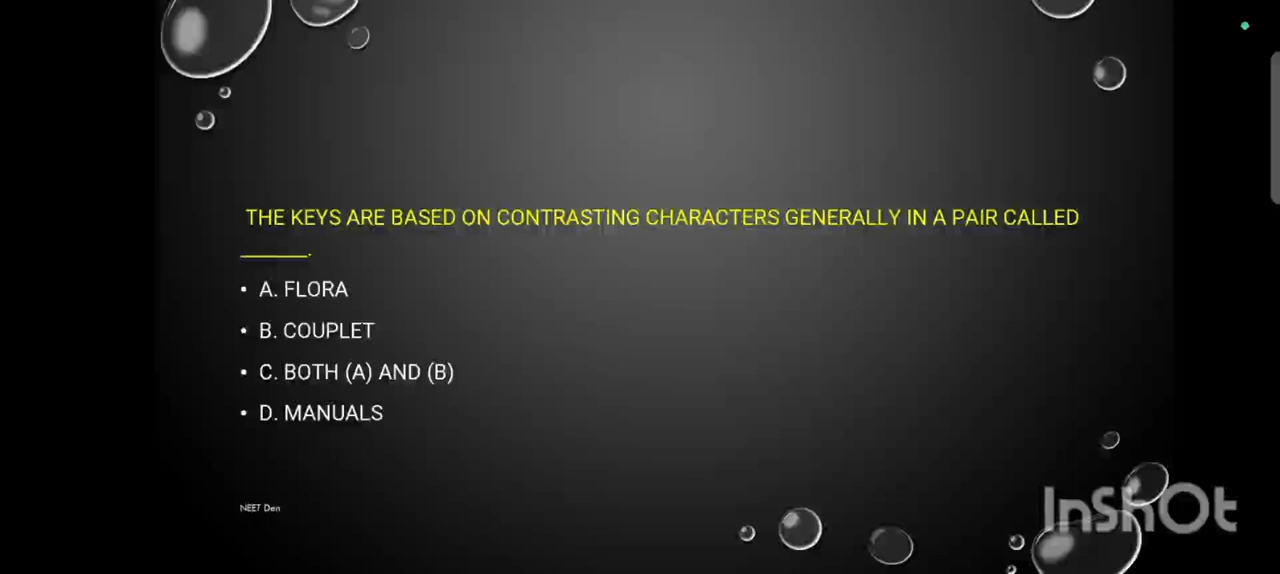 THE KEYS ARE BASED ON CONTRASTING CHARACTERS GENERALLY IN A PAIR CALLED
______.
• A. FLORA
• B. COUPLET
• C. BOTH (A) AND (B)
• D. MANUALS
NEET Den
InShOt